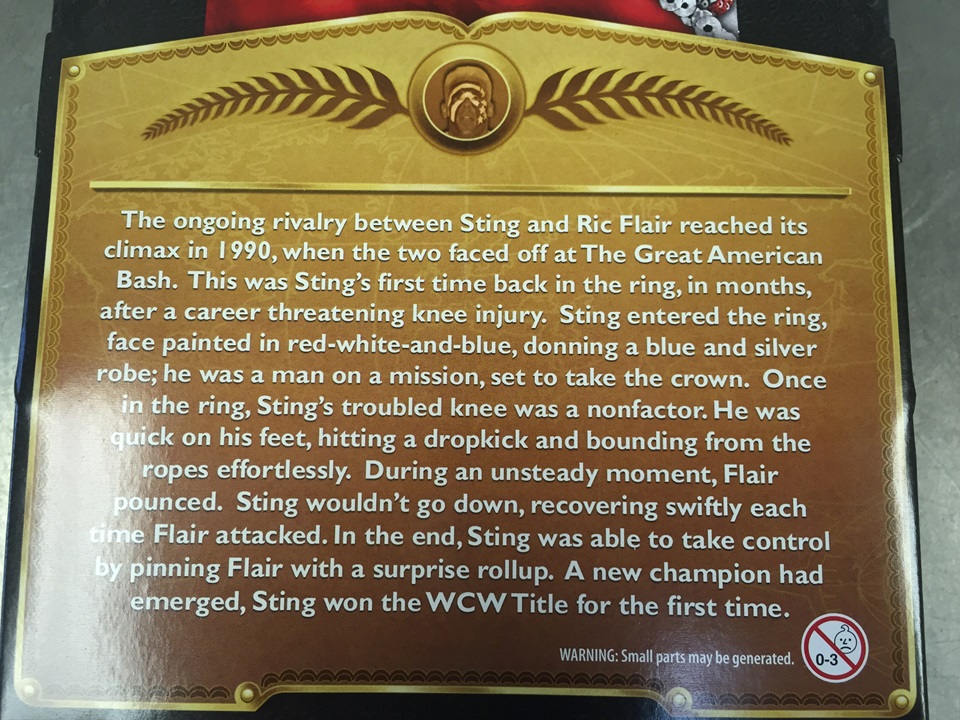 The ongoing rivalry between Sting and Ric Flair reached its
climax in 1990, when the two faced off at The Great American
Bash. This was Sting's first time back in the ring, in months,
after a career threatening knee injury. Sting entered the ring,
face painted in red-white-and-blue, donning a blue and silver
robe; he was a man on a mission, set to take the crown. Once
in the ring, Sting's troubled knee was a nonfactor. He was
quick on his feet, hitting a dropkick and bounding from the
ropes effortlessly. During an unsteady moment, Flair
pounced. Sting wouldn't go down, recovering swiftly each
time Flair attacked. In the end, Sting was able to take control
by pinning Flair with a surprise rollup. A new champion had
emerged, Sting won the WCW Title for the first time.
WARNING: Small parts may be generated.
0-3